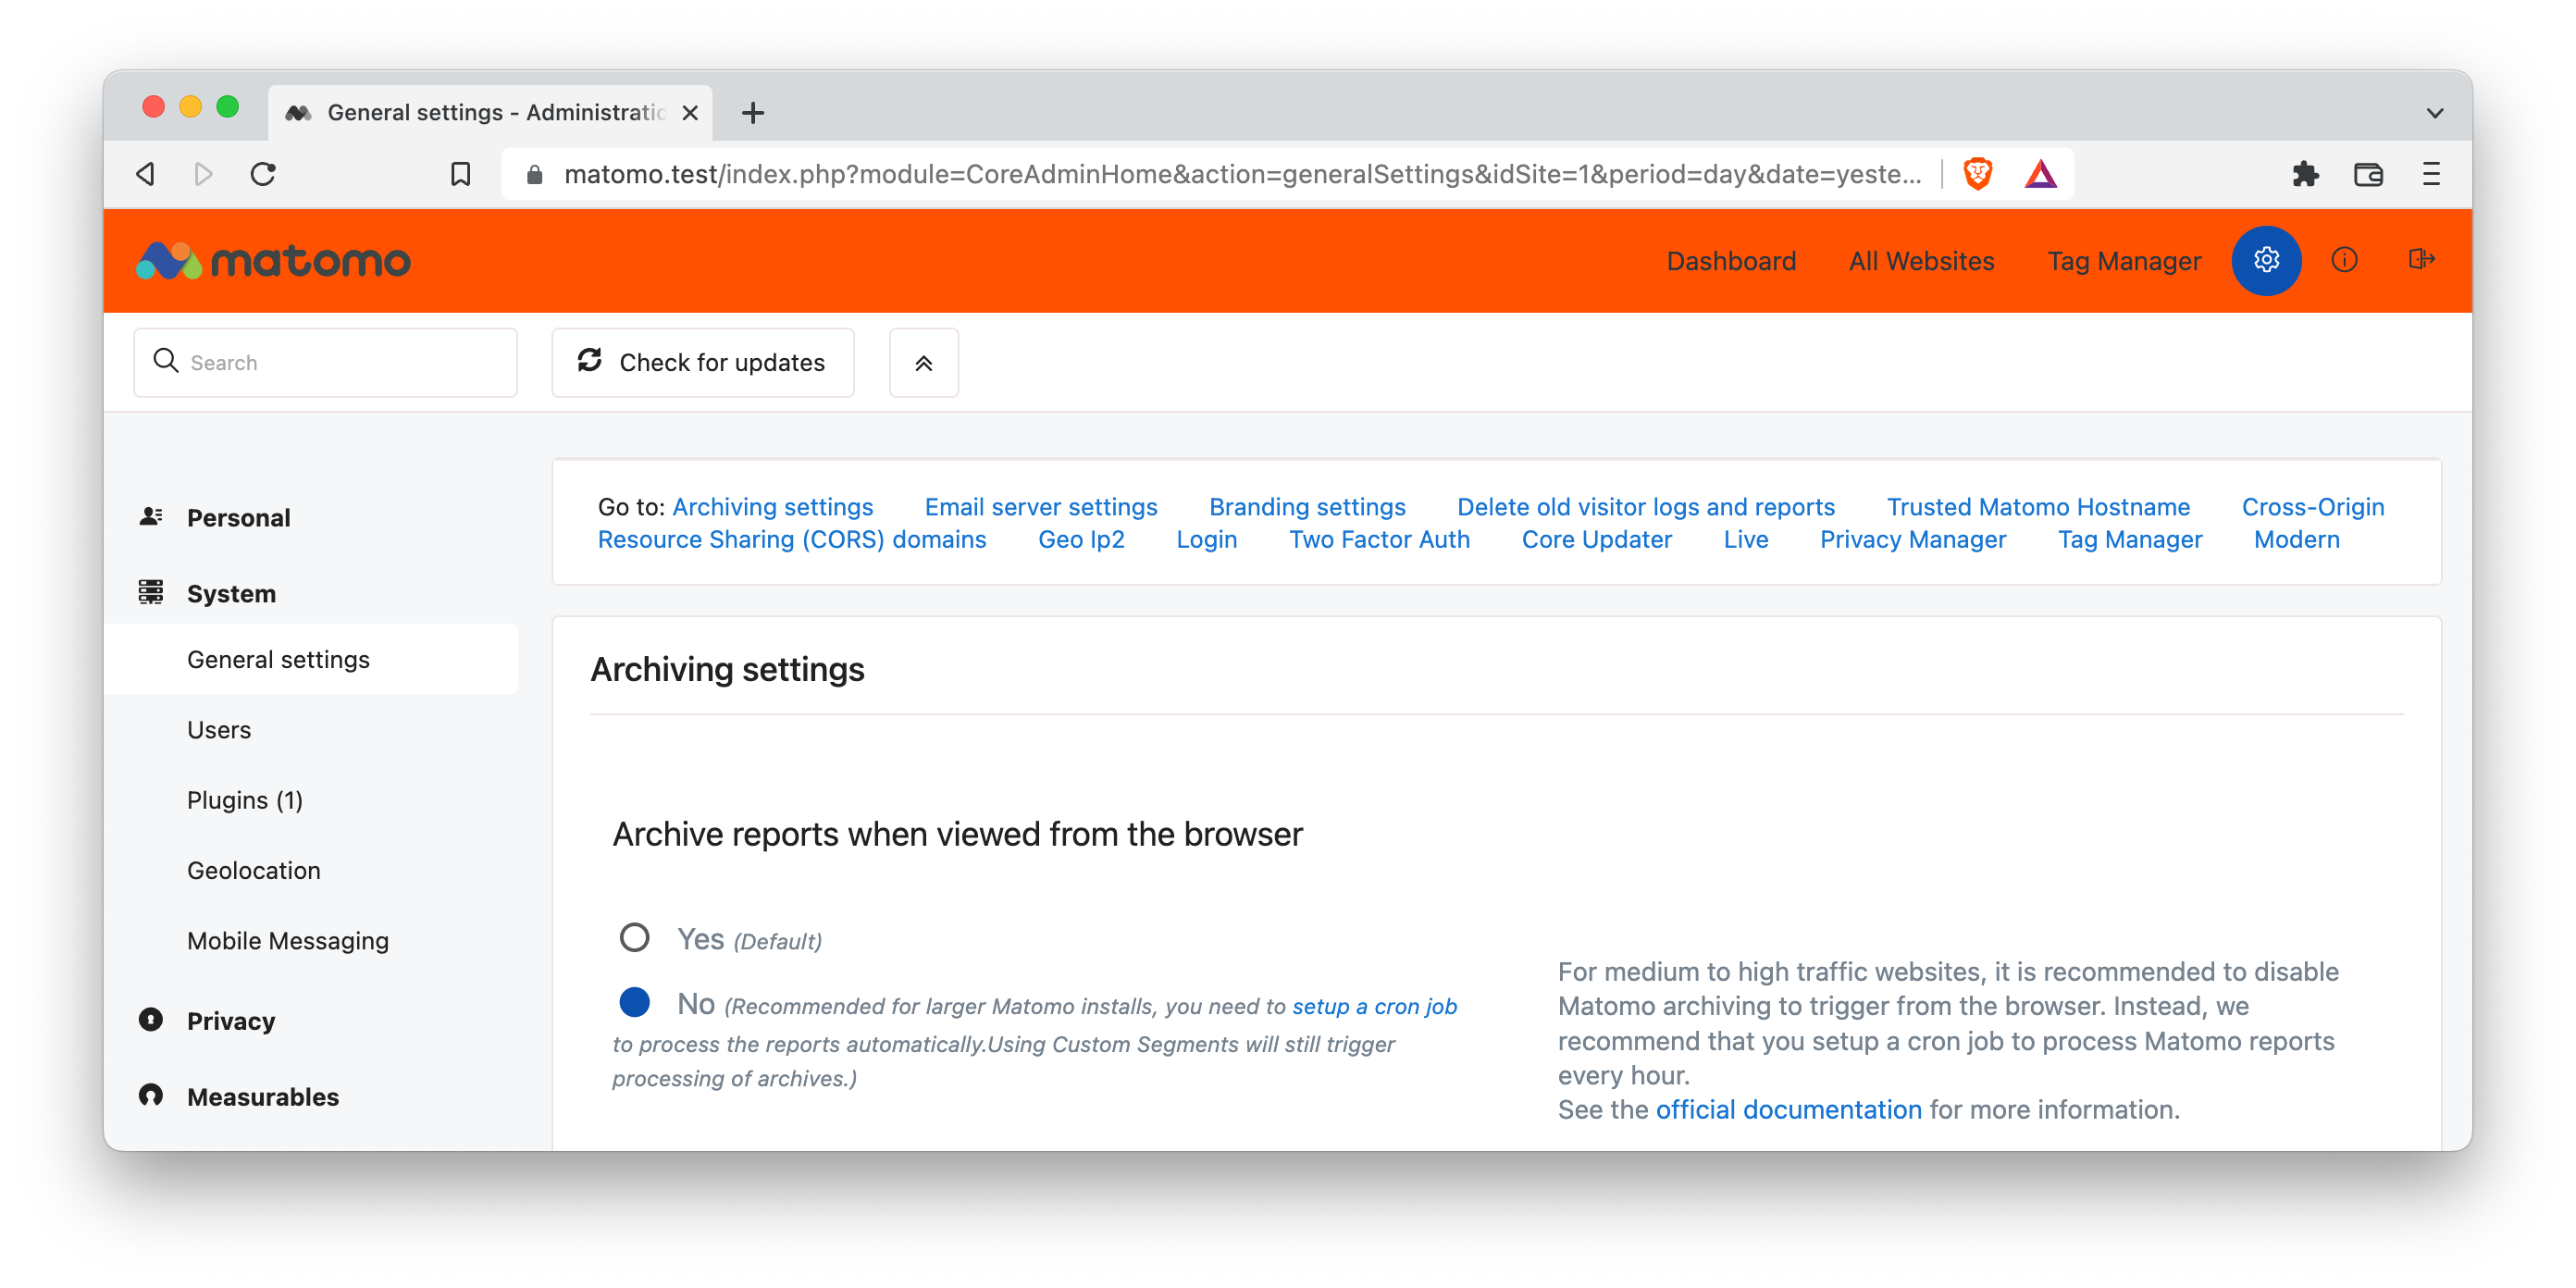 General settings - Administratio
matomo.test/index.php?module=CoreAdminHome&action=generalSettings&idSite=1&period=day&date=yeste...
matomo
Dashboard
All Websites
Tag Manager
Search
Check for updates
Personal
System
General settings
Users
Plugins (1)
Geolocation
Mobile Messaging
Privacy
Measurables
Go to: Archiving settings Email server settings Branding settings Delete old visitor logs and reports Trusted Matomo Hostname Cross-Origin
Resource Sharing (CORS) domains Geo Ip2 Login Two Factor Auth Core Updater Live Privacy Manager Tag Manager Modern
Archiving settings
Archive reports when viewed from the browser
Yes (Default)
No (Recommended for larger Matomo installs, you need to setup a cron job
to process the reports automatically.Using Custom Segments will still trigger
processing of archives.)
For medium to high traffic websites, it is recommended to disable
Matomo archiving to trigger from the browser. Instead, we
recommend that you setup a cron job to process Matomo reports
every hour.
See the official documentation for more information.